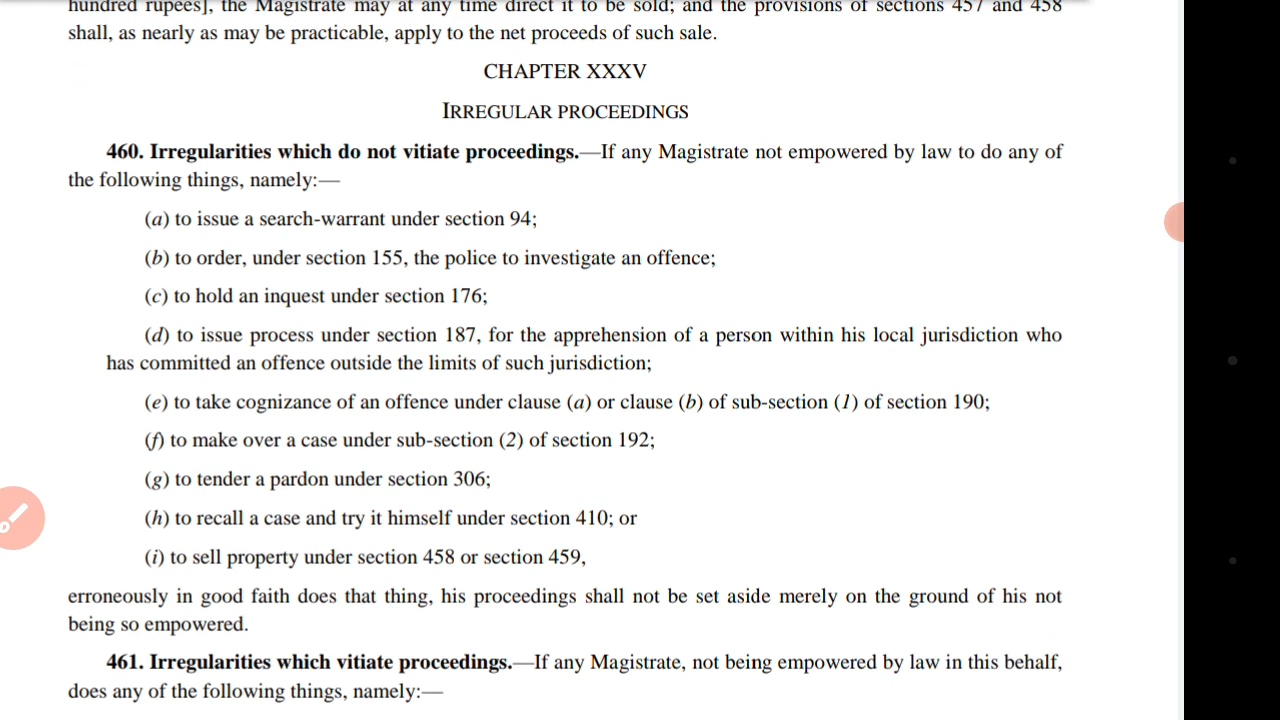 hundred rupees], the Magistrate may at any time direct it to be sold; and the provisions of sections 457 and 458
shall, as nearly as may be practicable, apply to the net proceeds of such sale.
CHAPTER XXXV
IRREGULAR PROCEEDINGS
460. Irregularities which do not vitiate proceedings.—If any Magistrate not empowered by law to do any of
the following things, namely:—
(a) to issue a search-warrant under section 94;
(b) to order, under section 155, the police to investigate an offence;
(c) to hold an inquest under section 176;
(d) to issue process under section 187, for the apprehension of a person within his local jurisdiction who
has committed an offence outside the limits of such jurisdiction;
(e) to take cognizance of an offence under clause (a) or clause (b) of sub-section (1) of section 190;
(f) to make over a case under sub-section (2) of section 192;
(g) to tender a pardon under section 306;
(h) to recall a case and try it himself under section 410; or
(i) to sell property under section 458 or section 459,
erroneously in good faith does that thing, his proceedings shall not be set aside merely on the ground of his not
being so empowered.
461. Irregularities which vitiate proceedings.—If any Magistrate, not being empowered by law in this behalf,
does any of the following things, namely:—